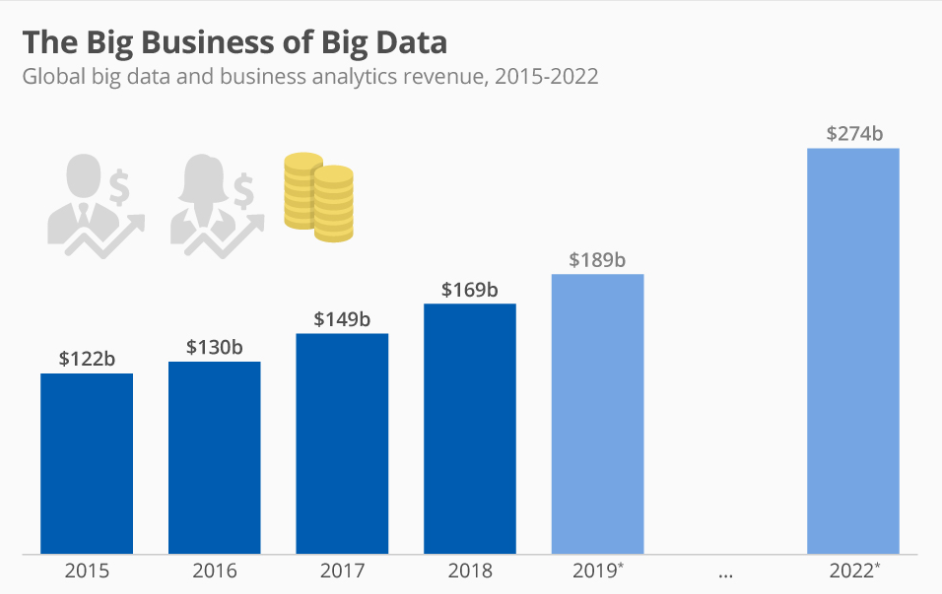 The Big Business of Big Data
Global big data and business analytics revenue, 2015-2022
$274b
$189b
$169b
$149b
$130b
$122b
$
$
2015 2016 2017 2018 2019* ... 2022*